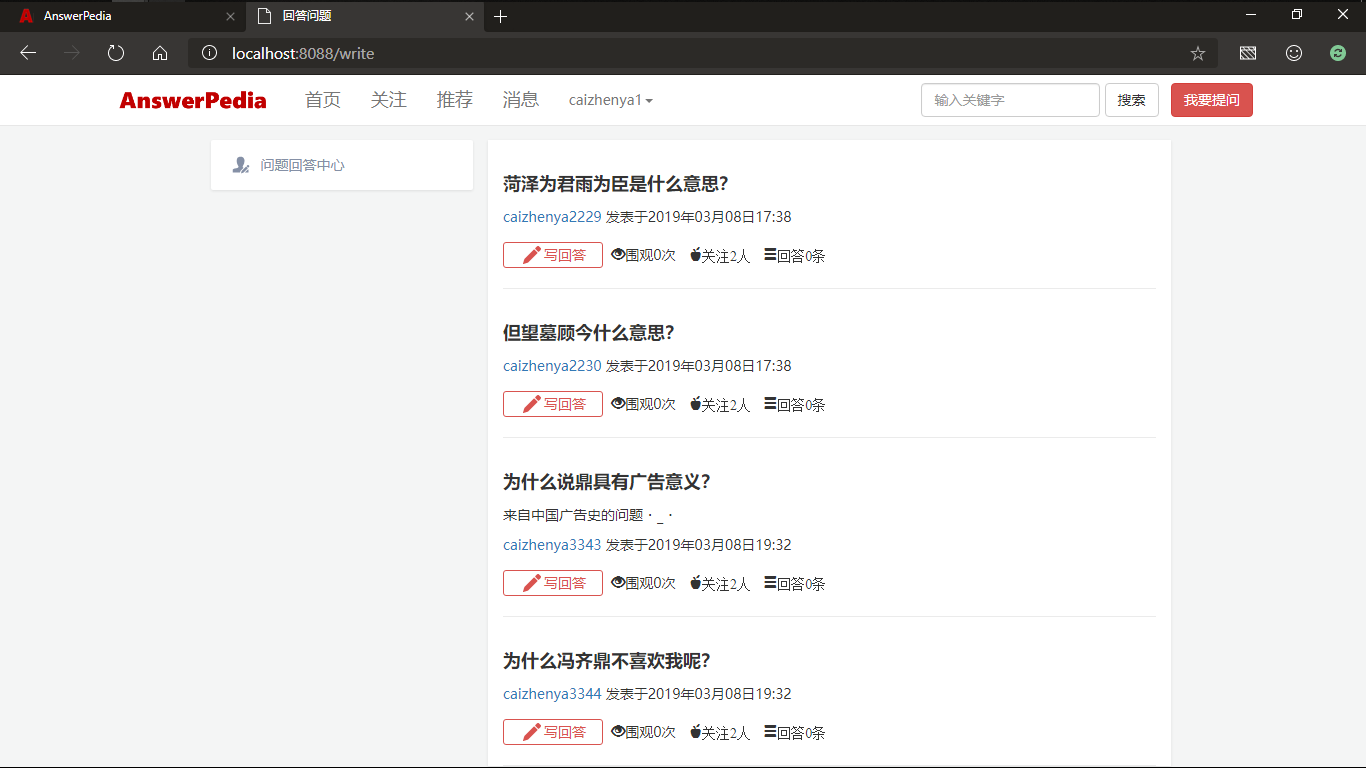 AnswerPedia
回答问题
localhost:8088/write
AnswerPedia 首页 关注 推荐 消息 caizhenya1 输入关键字 搜索 我要提问
问题回答中心
菏泽为君雨为臣是什么意思?
caizhenya2229 发表于2019年03月08日17:38
写回答 围观0次 关注2人 回答0条
但望墓顾今什么意思?
caizhenya2230 发表于2019年03月08日17:38
写回答 围观0次 关注2人 回答0条
为什么说鼎具有广告意义?
来自中国广告史的问题·_·
caizhenya3343 发表于2019年03月08日19:32
写回答 围观0次 关注2人 回答0条
为什么冯齐鼎不喜欢我呢?
caizhenya3344 发表于2019年03月08日19:32
写回答 围观0次 关注2人 回答0条